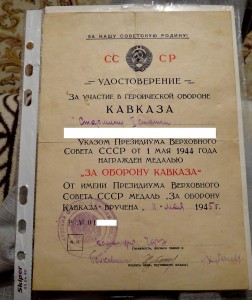 ЗА НАШУ СОВЕТСКУЮ РОДИНУ!
СС СР
УДОСТОВЕРЕНИЕ
ЗА УЧАСТИЕ В ГЕРОИЧЕСКОЙ ОБОРОНЕ
КАВКАЗА
УКАЗОМ ПРЕЗИДИУМА ВЕРХОВНОГО
СОВЕТА СССР ОТ 1 МАЯ 1944 ГОДА
НАГРАЖДЕН МЕДАЛЬЮ
"ЗА ОБОРОНУ КАВКАЗА"
ОТ ИМЕНИ ПРЕЗИДИУМА ВЕРХОВНОГО
СОВЕТА СССР МЕДАЛЬ „ЗА ОБОРОНУ
КАВКАЗА“ ВРУЧЕНА 1945г.
Skiper